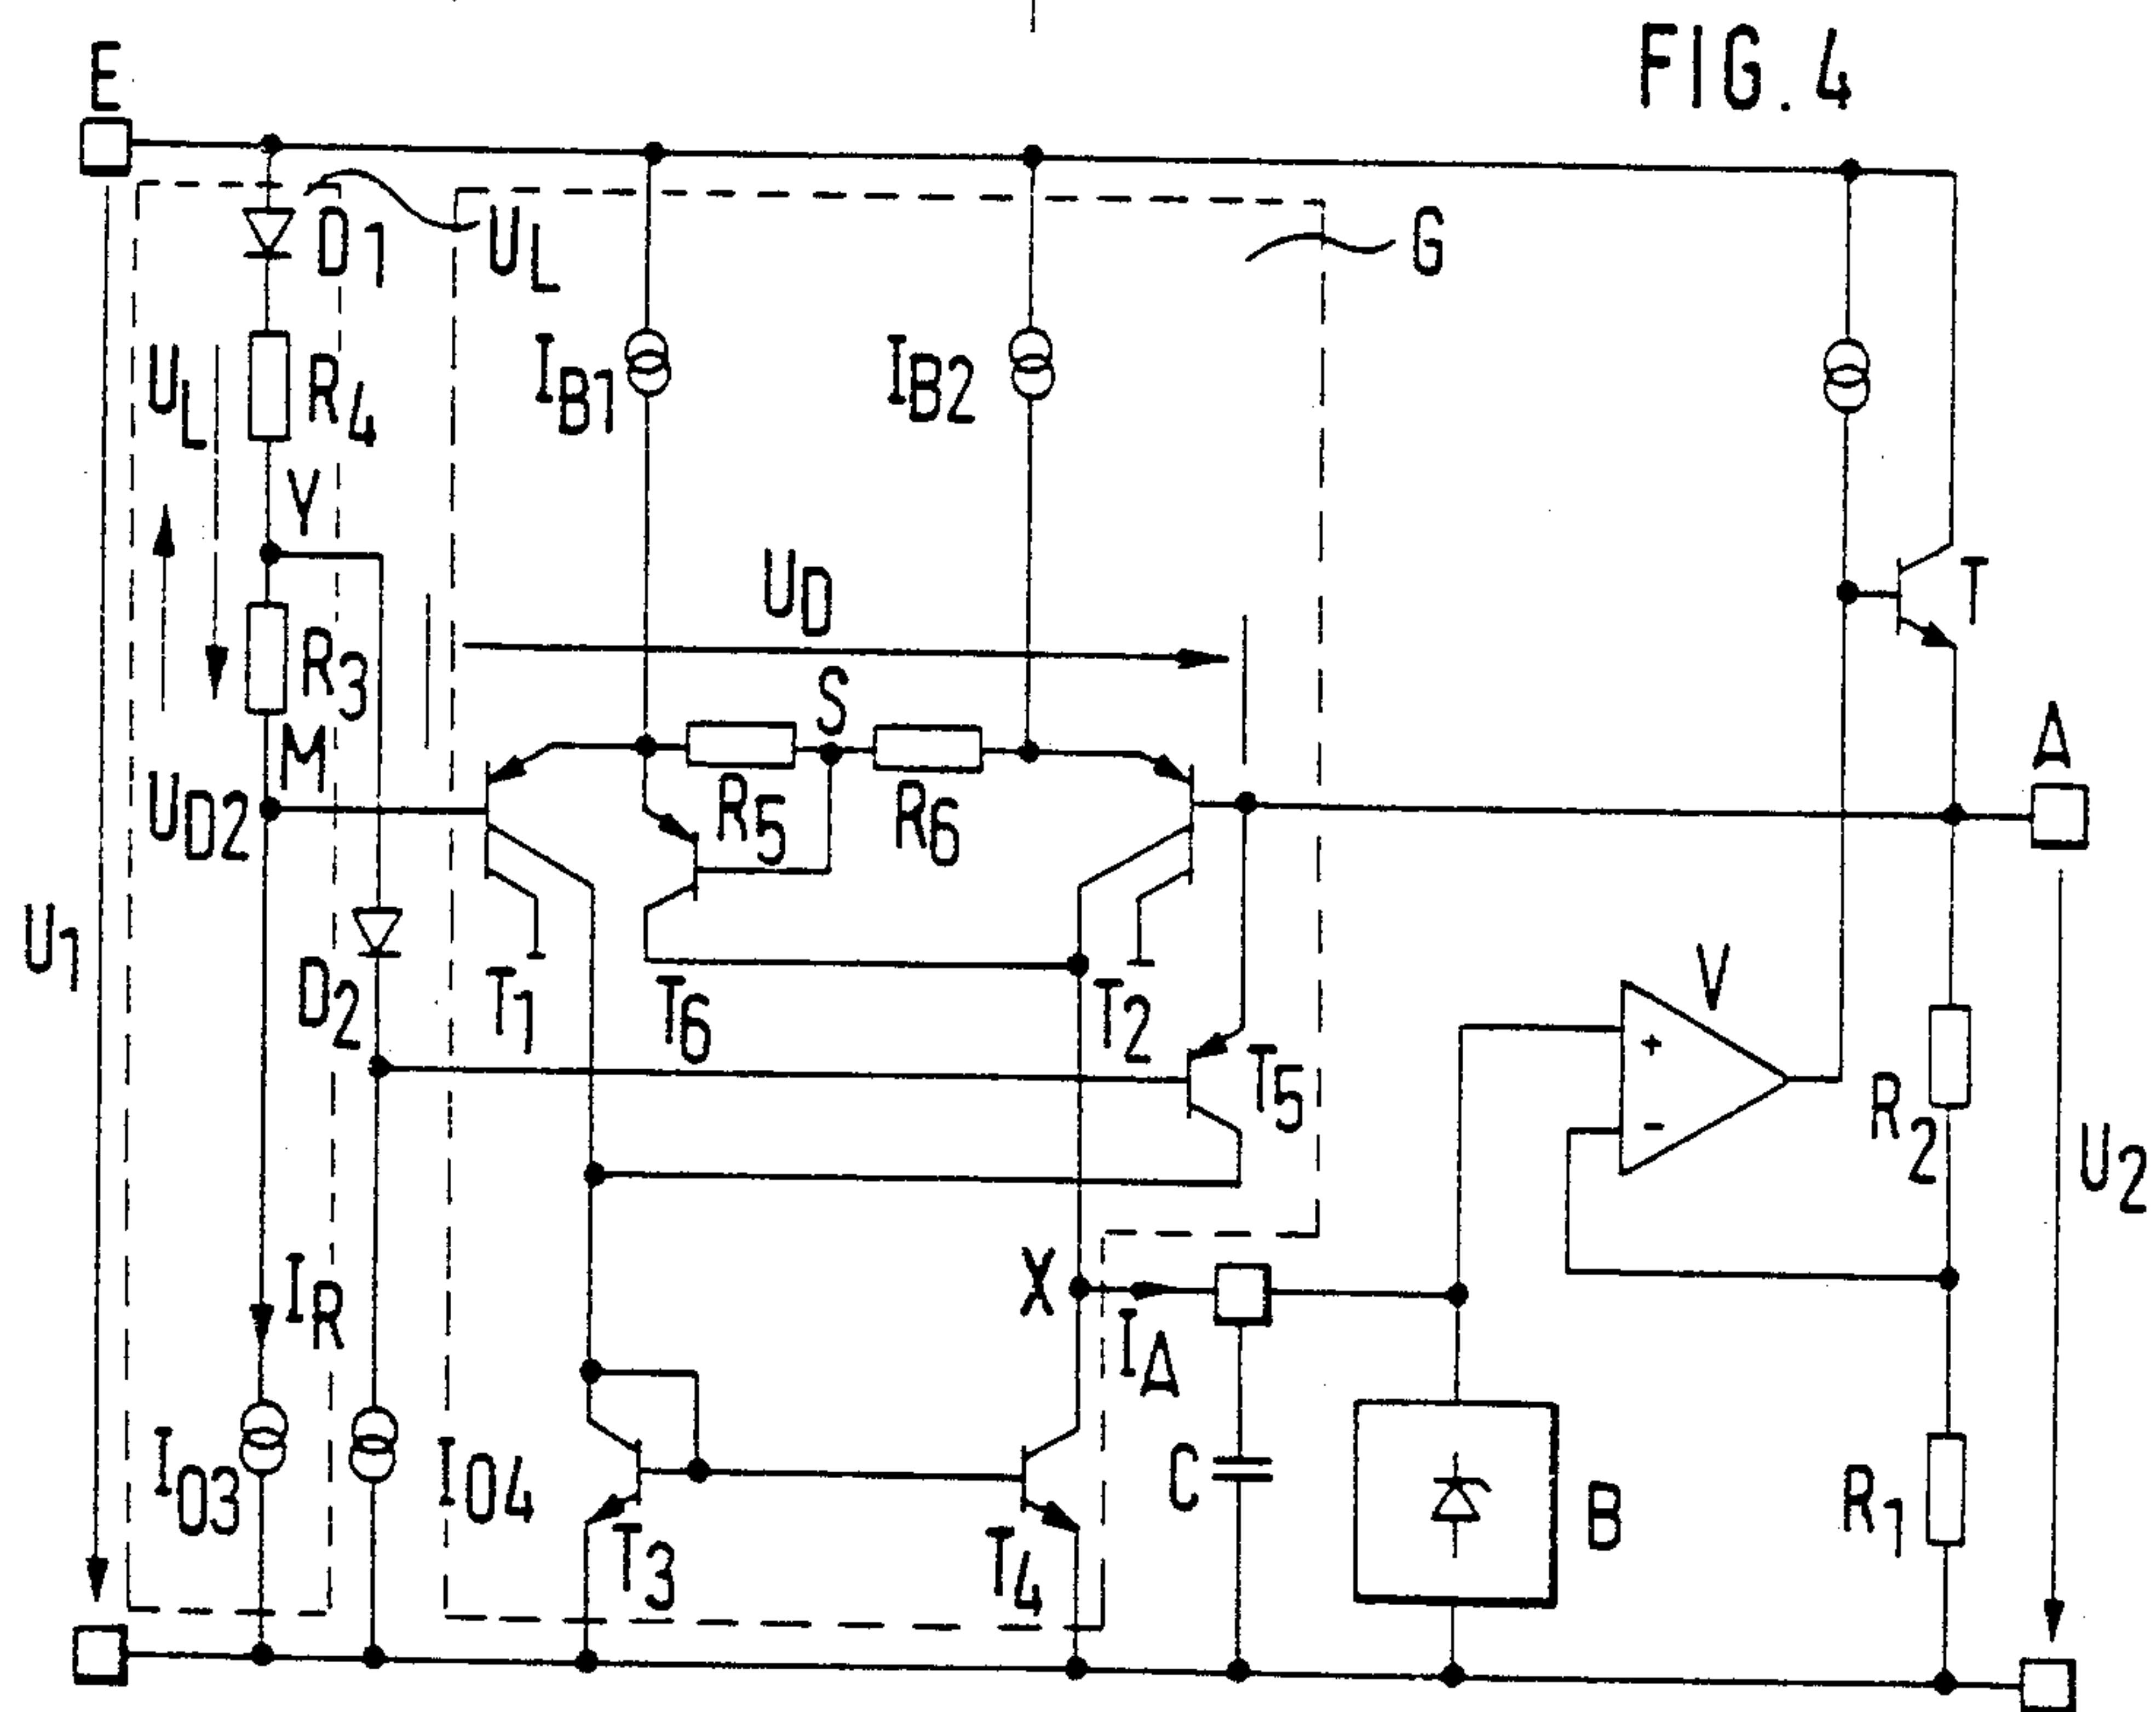 FIG. 4
E
D1
UL
G
UL
R4
IB1
IB2
Y
UD
T
R3
S
M
A
UD2
R5
R6
U1
D2
T1
T6
T2
V
+
T5
-
R2
U2
IR
X
IA
I03
I04
C
B
R1
T3
T4